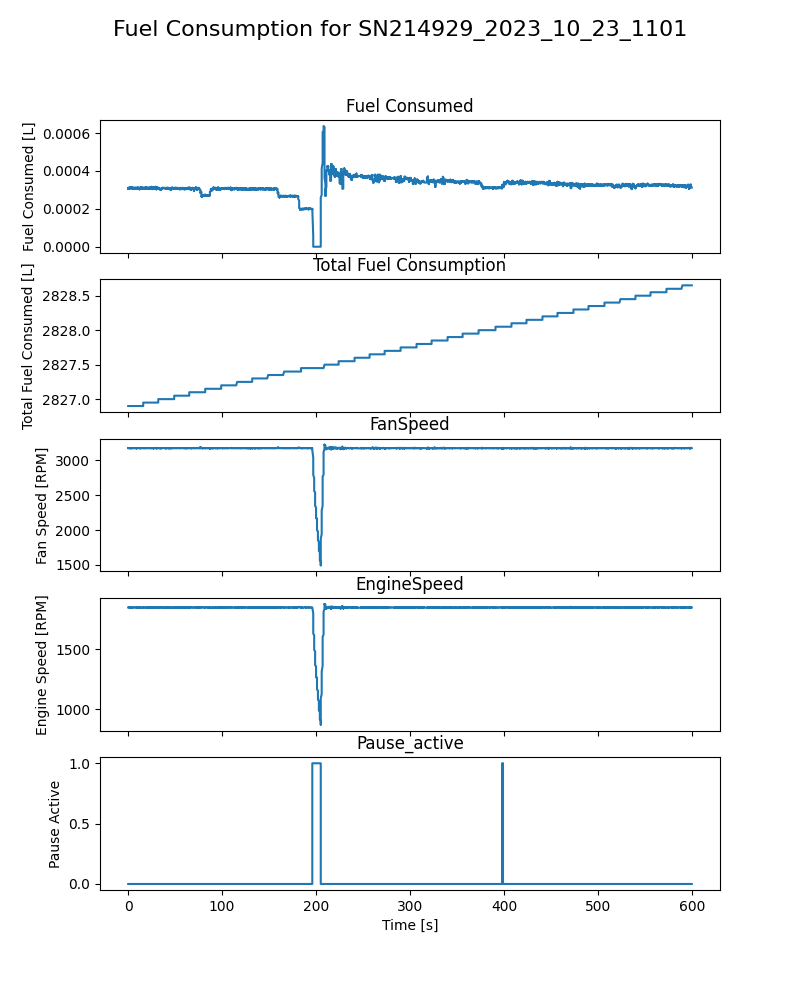 Fuel Consumption for SN214929_2023_10_23_1101
Fuel Consumed
Fuel Consumed [L]
0.0006
0.0004
0.0002
0.0000
Total Fuel Consumption
Total Fuel Consumed [L]
2828.5
2828.0
2827.5
2827.0
FanSpeed
Fan Speed [RPM]
3000
2500
2000
1500
EngineSpeed
Engine Speed [RPM]
1500
1000
Pause_active
Pause Active
1.0
0.5
0.0
0 100 200 300 400 500 600
Time [s]